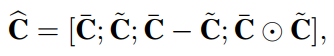 Ĉ = [C̄; C̃; C̄ − C̃; C̄ ⊙ C̃],